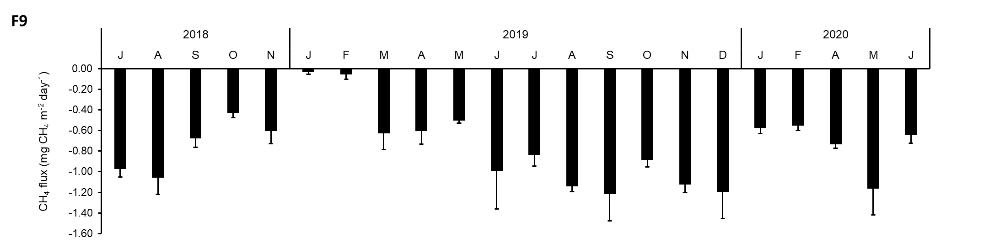 F9
2018 2019 2020
J A S O N J F M A M J J A S O N D J F A M J
0.00
-0.20
-0.40
-0.60
-0.80
-1.00
-1.20
-1.40
-1.60
CH₄ flux (mg CH₄ m⁻² day⁻¹)